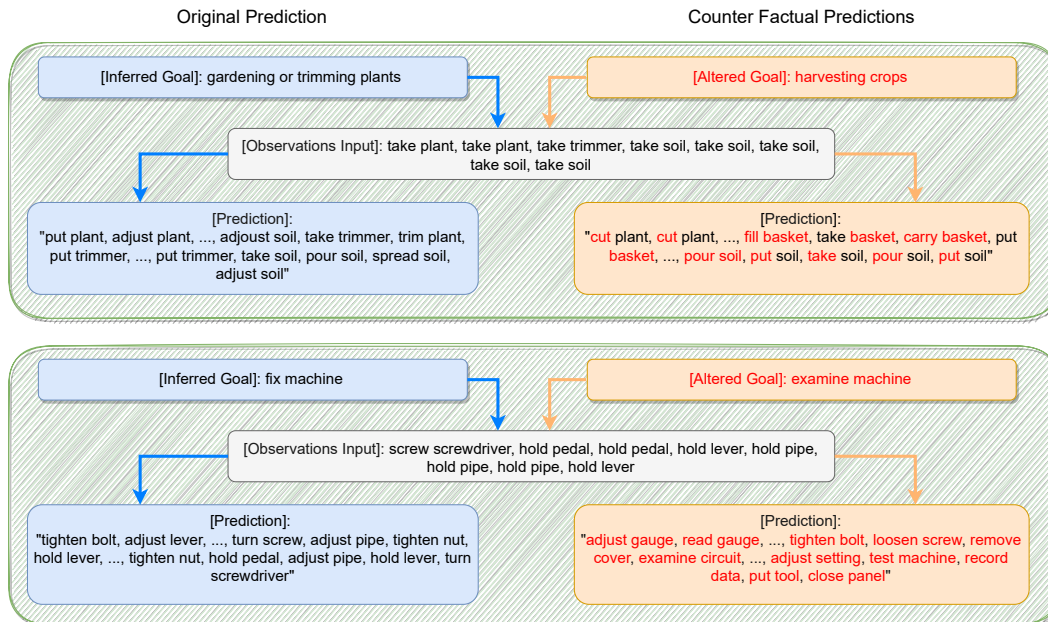 Original Prediction
Counter Factual Predictions
[Inferred Goal]: gardening or trimming plants
[Altered Goal]: harvesting crops
[Observations Input]: take plant, take plant, take trimmer, take soil, take soil, take soil,
take soil, take soil
[Prediction]:
"put plant, adjust plant, ..., adjoust soil, take trimmer, trim plant,
put trimmer, ..., put trimmer, take soil, pour soil, spread soil,
adjust soil"
[Prediction]:
"cut plant, cut plant, ..., fill basket, take basket, carry basket, put
basket, ..., pour soil, put soil, take soil, pour soil, put soil"
[Inferred Goal]: fix machine
[Altered Goal]: examine machine
[Observations Input]: screw screwdriver, hold pedal, hold pedal, hold lever, hold pipe,
hold pipe, hold pipe, hold lever
[Prediction]:
"tighten bolt, adjust lever, ..., turn screw, adjust pipe, tighten nut,
hold lever, ..., tighten nut, hold pedal, adjust pipe, hold lever, turn
screwdriver"
[Prediction]:
"adjust gauge, read gauge, ..., tighten bolt, loosen screw, remove
cover, examine circuit, ..., adjust setting, test machine, record
data, put tool, close panel"